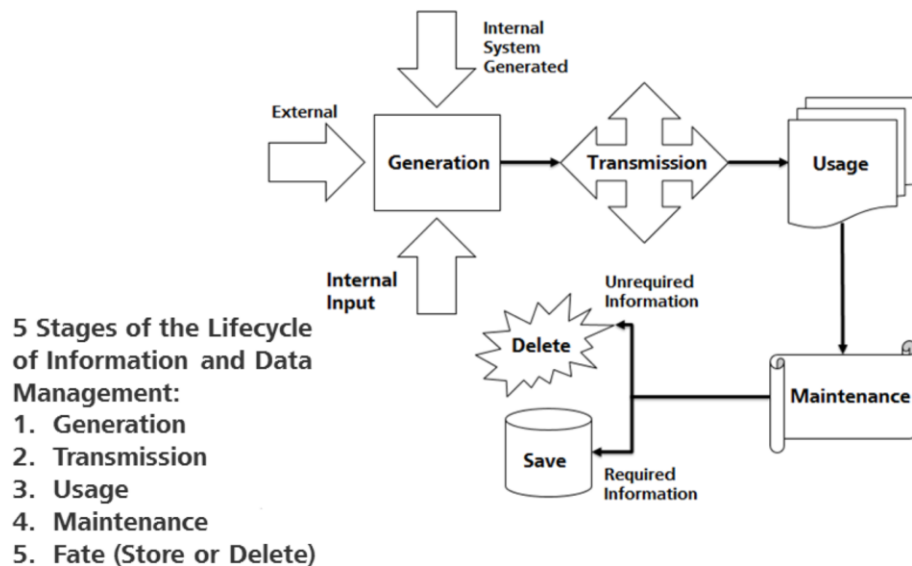 Internal
System
Generated
External
Generation
Transmission
Usage
Internal
Input
Unrequired
Information
Delete
Maintenance
Save
Required
Information
5 Stages of the Lifecycle
of Information and Data
Management:
1. Generation
2. Transmission
3. Usage
4. Maintenance
5. Fate (Store or Delete)